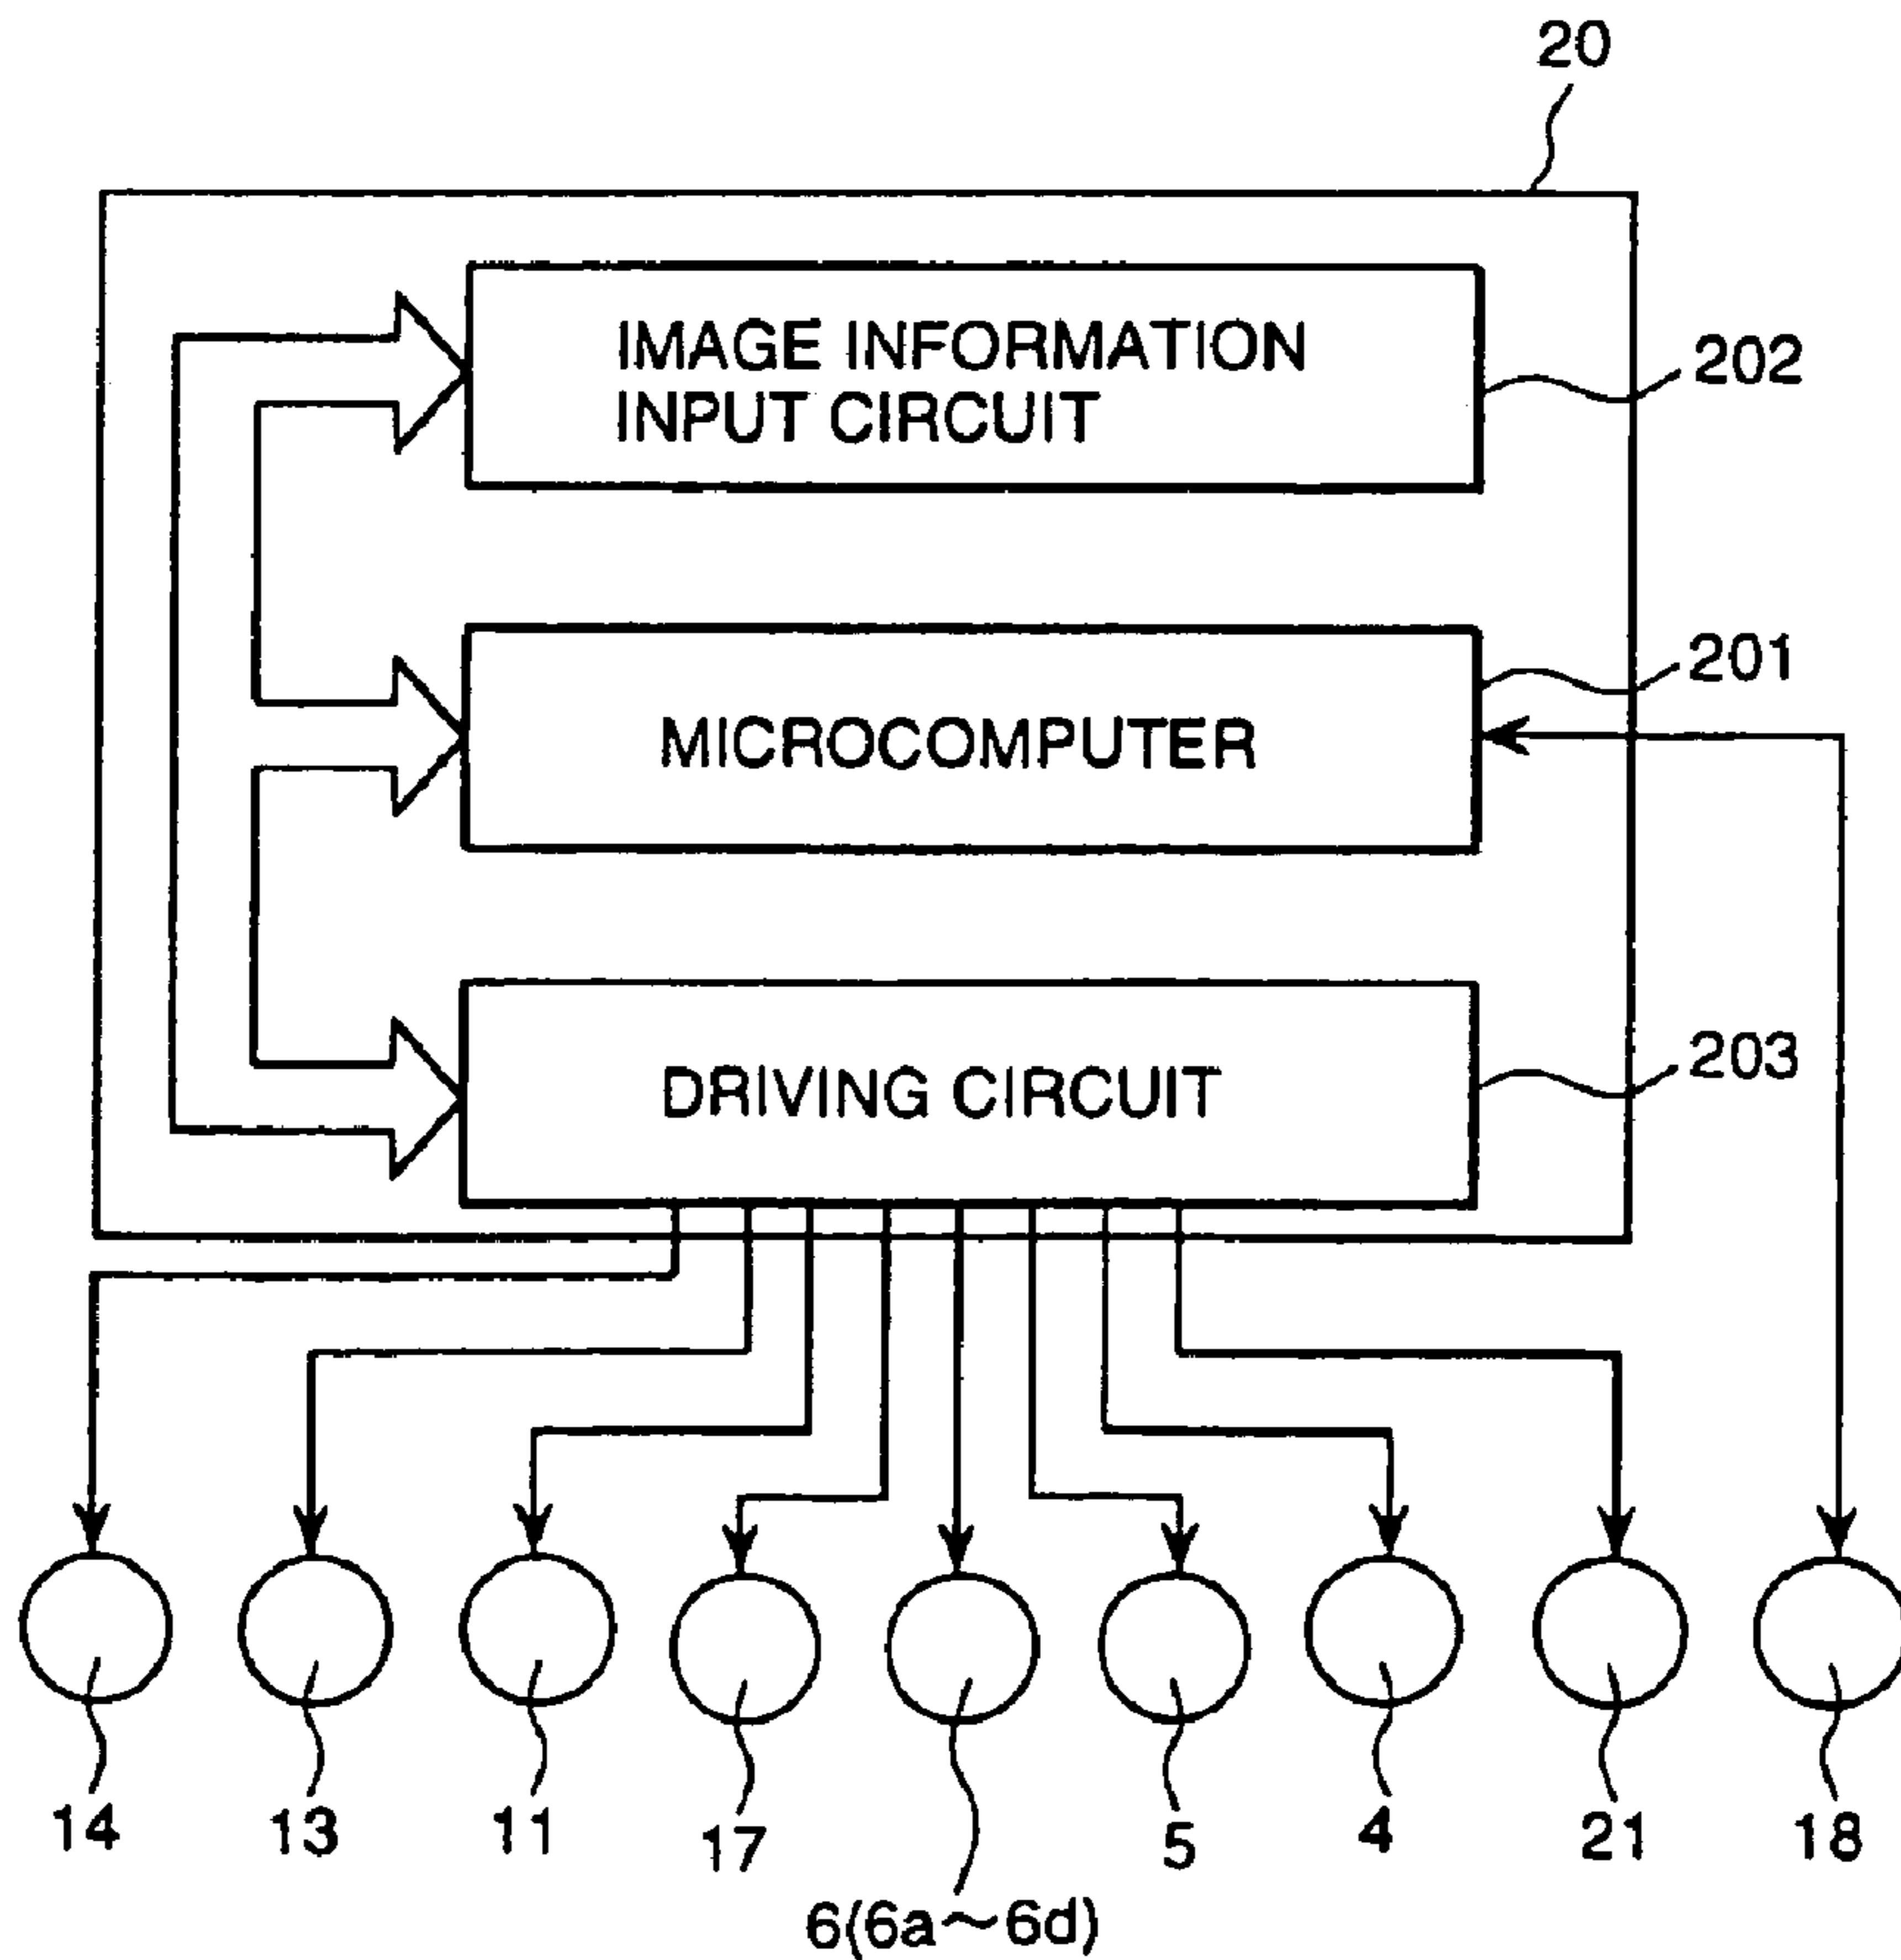 20
IMAGE INFORMATION
INPUT CIRCUIT
202
201
MICROCOMPUTER
203
DRIVING CIRCUIT
14
13
11
17
6(6a～6d)
5
4
21
18